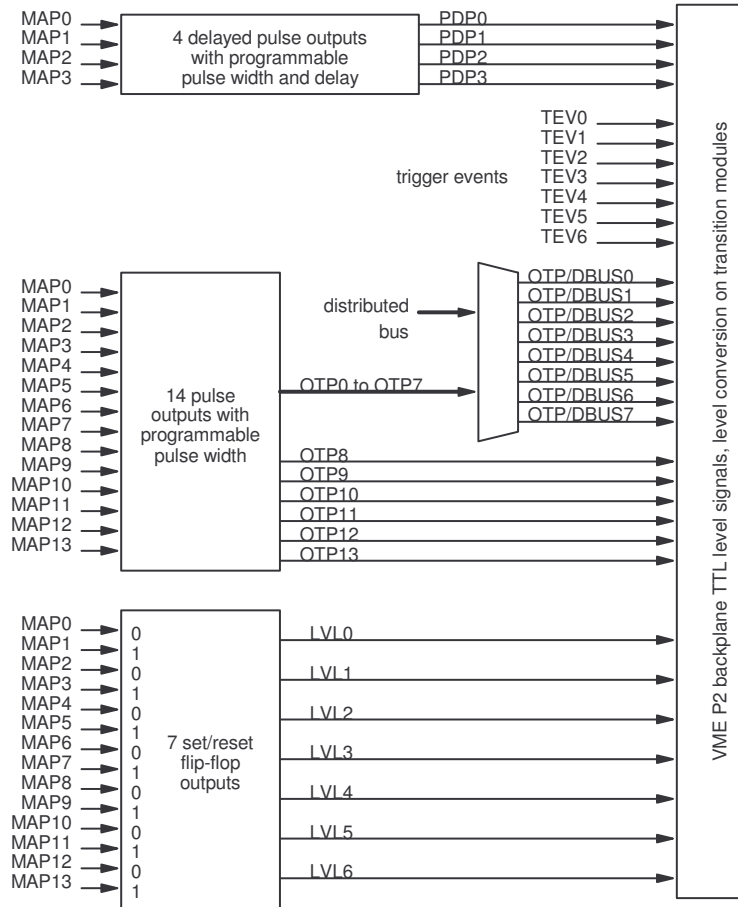 MAP0
MAP1
MAP2
MAP3
4 delayed pulse outputs
with programmable
pulse width and delay
PDP0
PDP1
PDP2
PDP3
trigger events
TEV0
TEV1
TEV2
TEV3
TEV4
TEV5
TEV6
MAP0
MAP1
MAP2
MAP3
MAP4
MAP5
MAP6
MAP7
MAP8
MAP9
MAP10
MAP11
MAP12
MAP13
14 pulse
outputs with
programmable
pulse width
distributed
bus
OTP0 to OTP7
OTP/DBUS0
OTP/DBUS1
OTP/DBUS2
OTP/DBUS3
OTP/DBUS4
OTP/DBUS5
OTP/DBUS6
OTP/DBUS7
OTP8
OTP9
OTP10
OTP11
OTP12
OTP13
MAP0
MAP1
MAP2
MAP3
MAP4
MAP5
MAP6
MAP7
MAP8
MAP9
MAP10
MAP11
MAP12
MAP13
0
1
0
1
0
1
0
1
0
1
0
1
0
1
7 set/reset
flip-flop
outputs
LVL0
LVL1
LVL2
LVL3
LVL4
LVL5
LVL6
VME P2 backplane TTL level signals, level conversion on transition modules